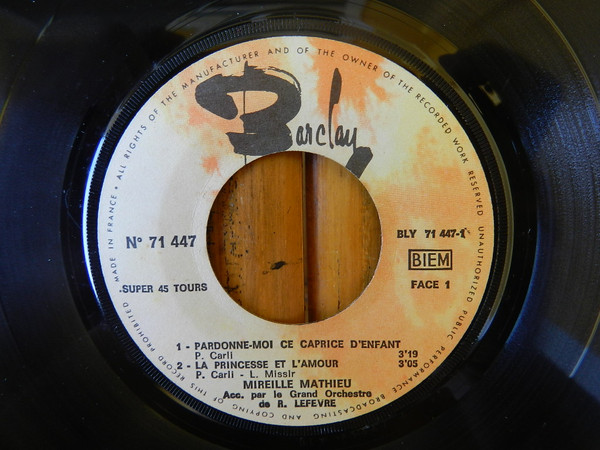 ALL RIGHTS OF THE MANUFACTURER AND OF THE OWNER OF THE RECORDED WORK RESERVED UNAUTHORIZED PUBLIC PERFORMANCE BROADCASTING AND COPYING OF THIS RECORD PROHIBITED MADE IN FRANCE •
Barclay
N° 71 447
BLY 71 447-1
BIEM
SUPER 45 TOURS
FACE 1
1 - PARDONNE-MOI CE CAPRICE D'ENFANT
P. Carli 3'19
2 - LA PRINCESSE ET L'AMOUR 3'05
P. Carli - L. Missir
MIREILLE MATHIEU
Acc. par le Grand Orchestre
de R. LEFEVRE